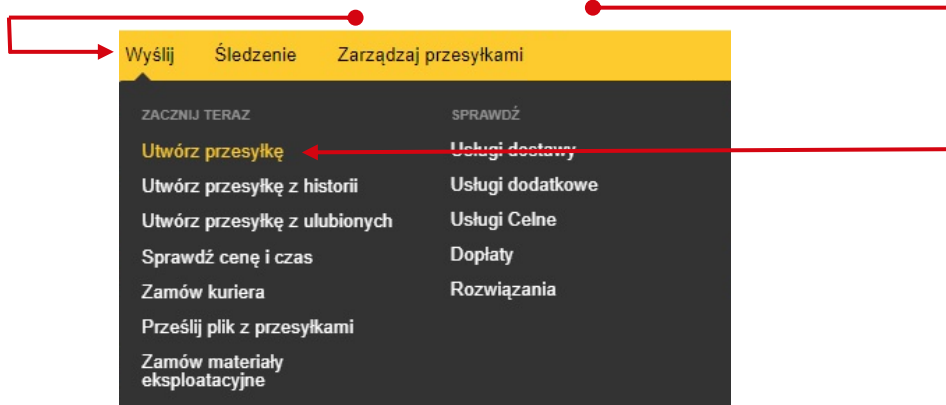 Wyślij Śledzenie Zarządzaj przesyłkami
ZACZNIJ TERAZ
Utwórz przesyłkę
Utwórz przesyłkę z historii
Utwórz przesyłkę z ulubionych
Sprawdź cenę i czas
Zamów kuriera
Prześlij plik z przesyłkami
Zamów materiały
eksploatacyjne
SPRAWDŹ
Usługi dostawy
Usługi dodatkowe
Usługi Celne
Dopłaty
Rozwiązania